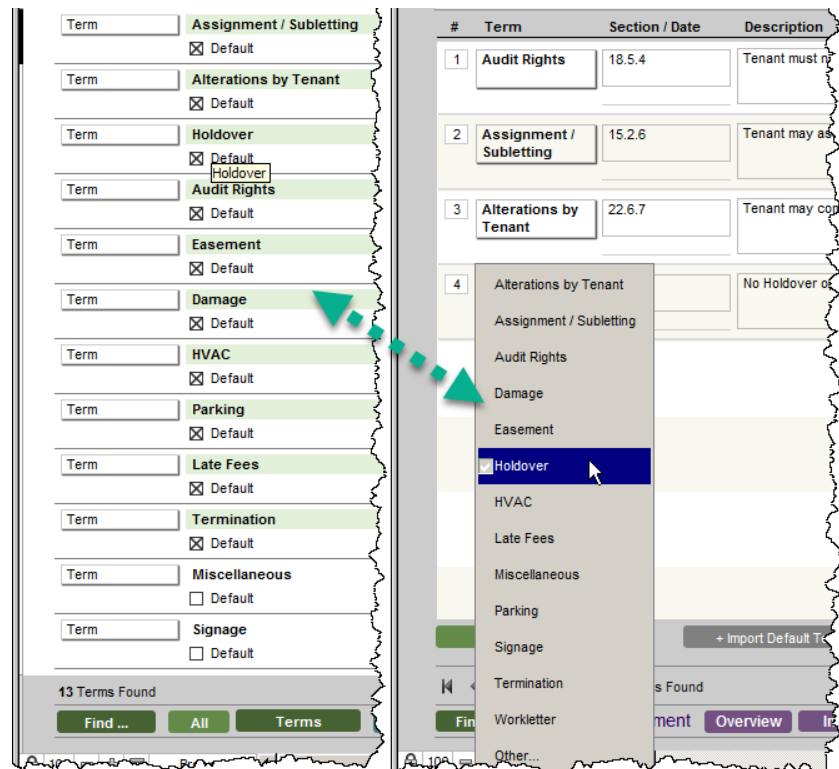 Term Assignment / Subletting
Default
Term Alterations by Tenant
Default
Term Holdover
Default
Holdover
Term Audit Rights
Default
Term Easement
Default
Term Damage
Default
Term HVAC
Default
Term Parking
Default
Term Late Fees
Default
Term Termination
Default
Term Miscellaneous
Default
Term Signage
Default
13 Terms Found
Find ... All Terms
# Term Section / Date Description
1 Audit Rights 18.5.4 Tenant must
2 Assignment / 15.2.6 Tenant may
Subletting
3 Alterations by 22.6.7 Tenant may
Tenant
4 No Holdover
Alterations by Tenant
Assignment / Subletting
Audit Rights
Damage
Easement
Holdover
HVAC
Late Fees
Miscellaneous
Parking
Signage
Termination
Workletter
Other...
+ Import Default
s Found
Fin ment Overview
100